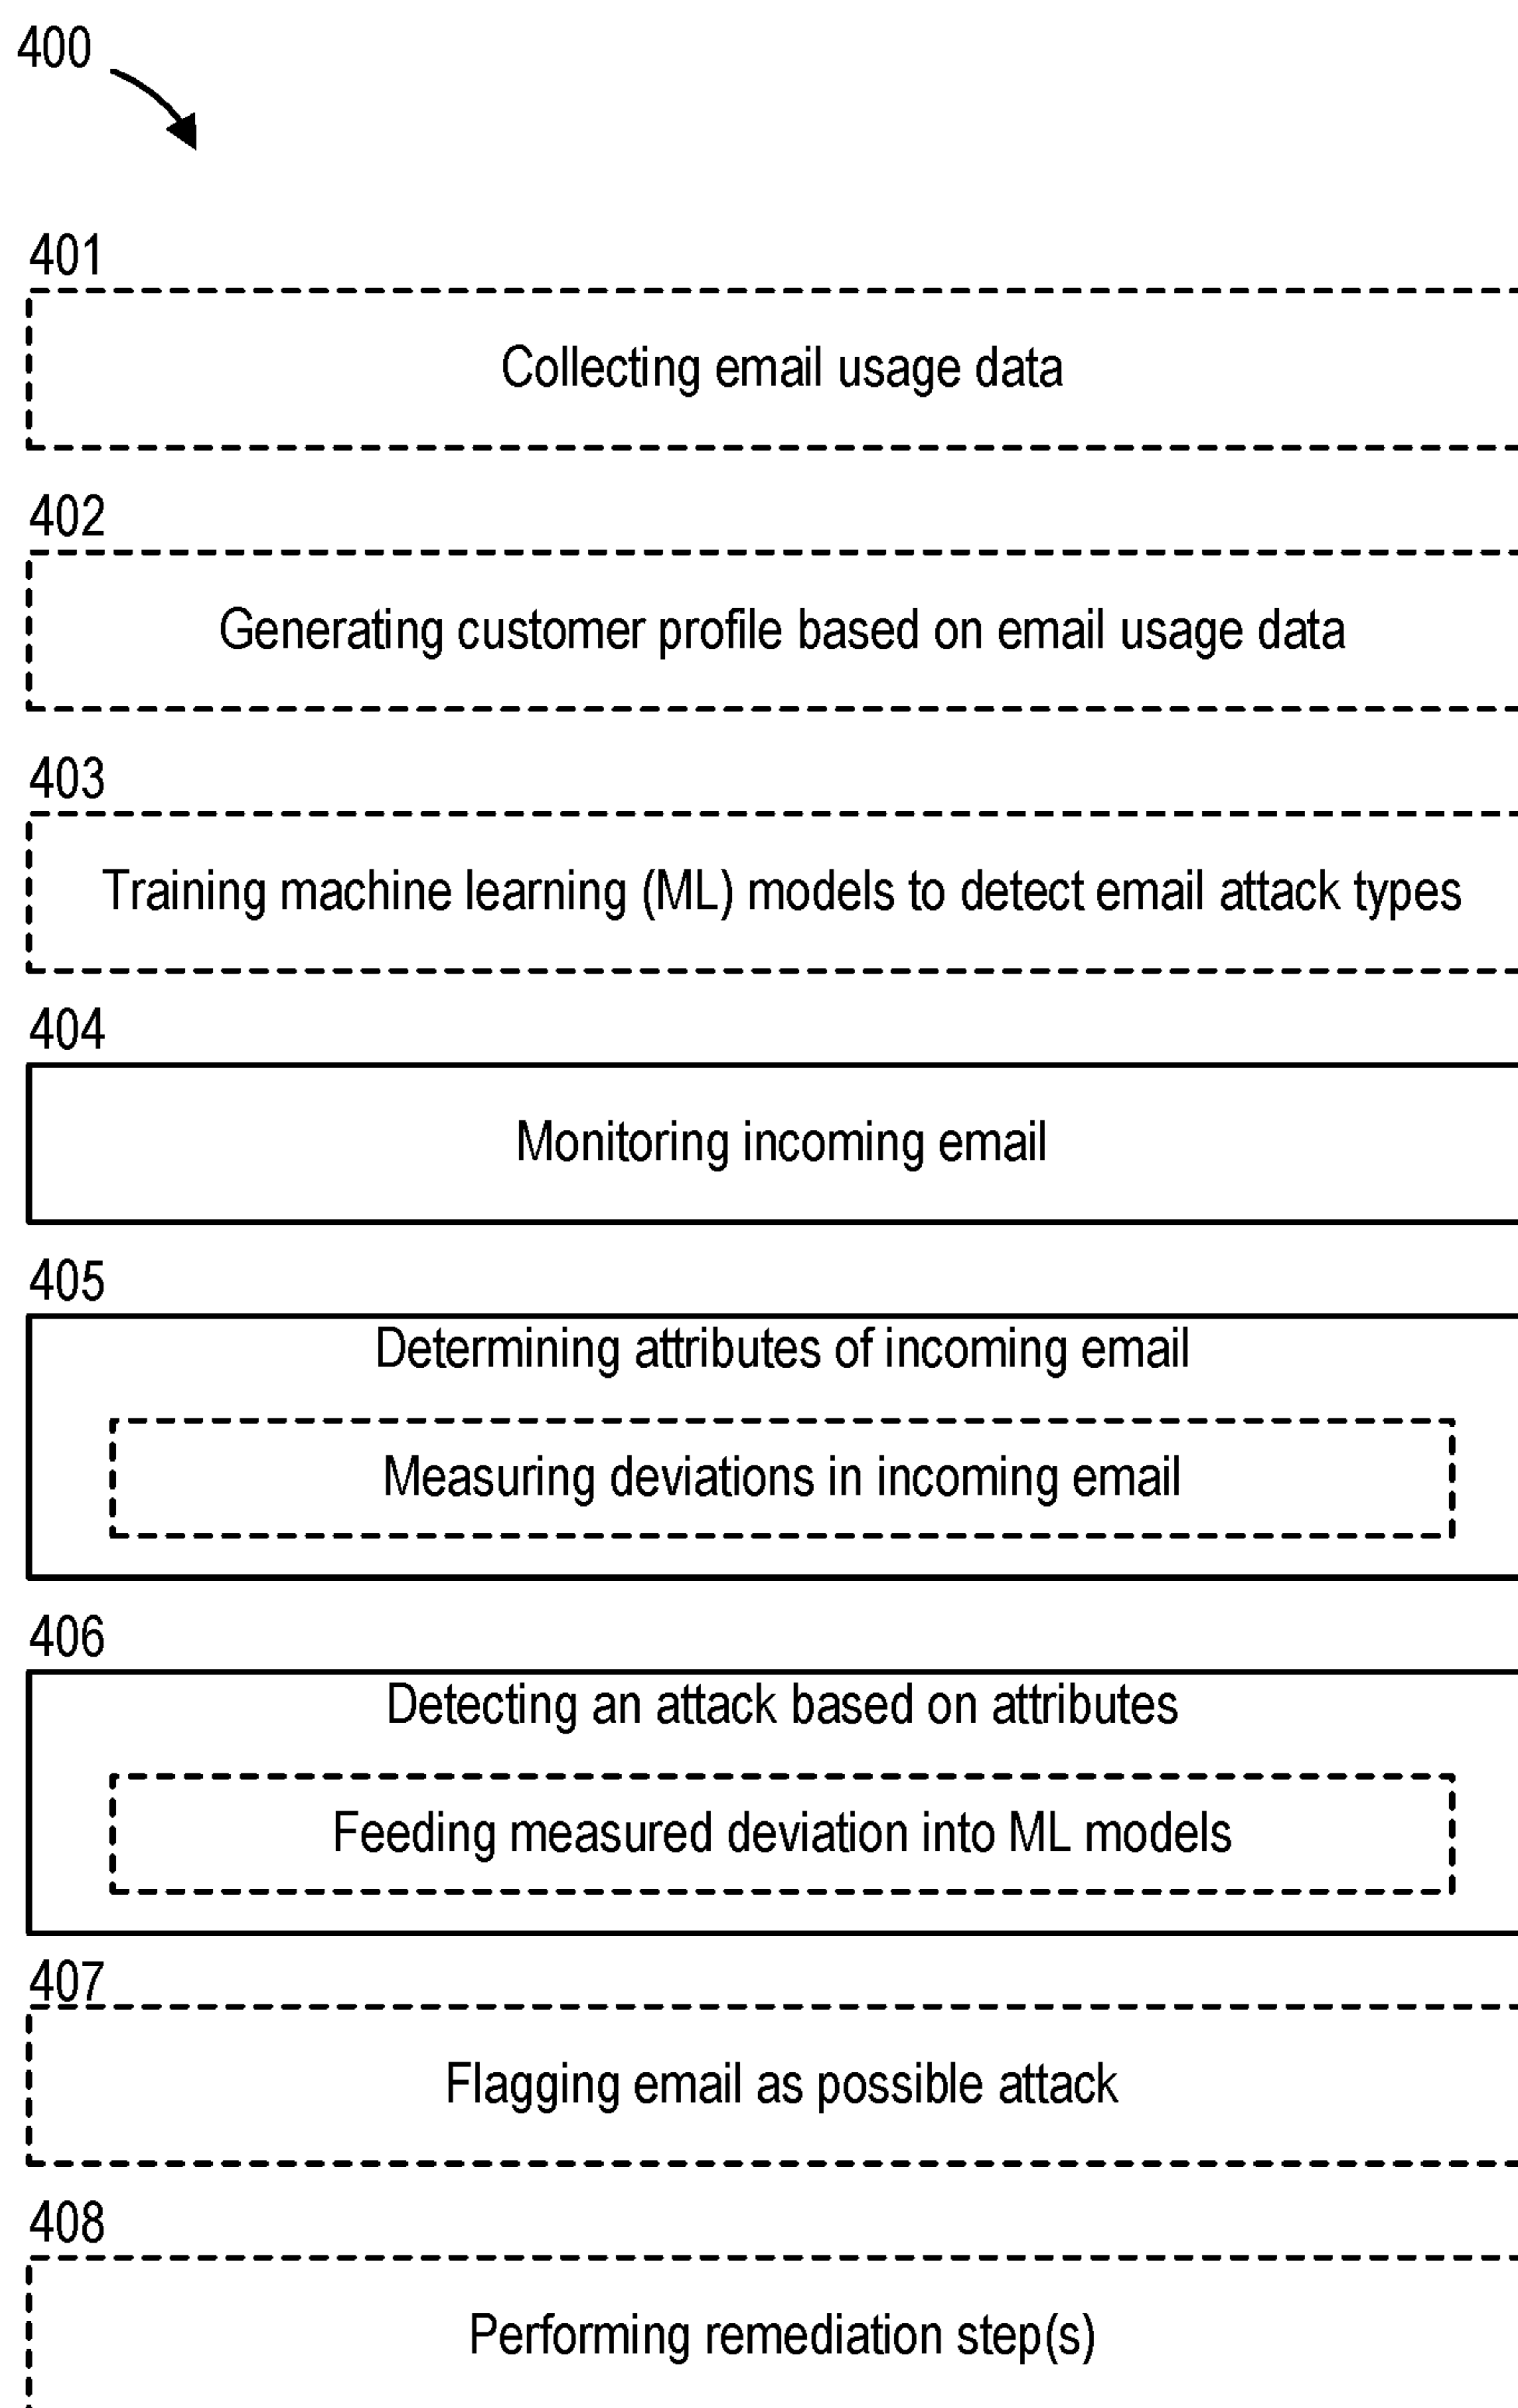 400
401
Collecting email usage data
402
Generating customer profile based on email usage data
403
Training machine learning (ML) models to detect email attack types
404
Monitoring incoming email
405
Determining attributes of incoming email
Measuring deviations in incoming email
406
Detecting an attack based on attributes
Feeding measured deviation into ML models
407
Flagging email as possible attack
408
Performing remediation step(s)